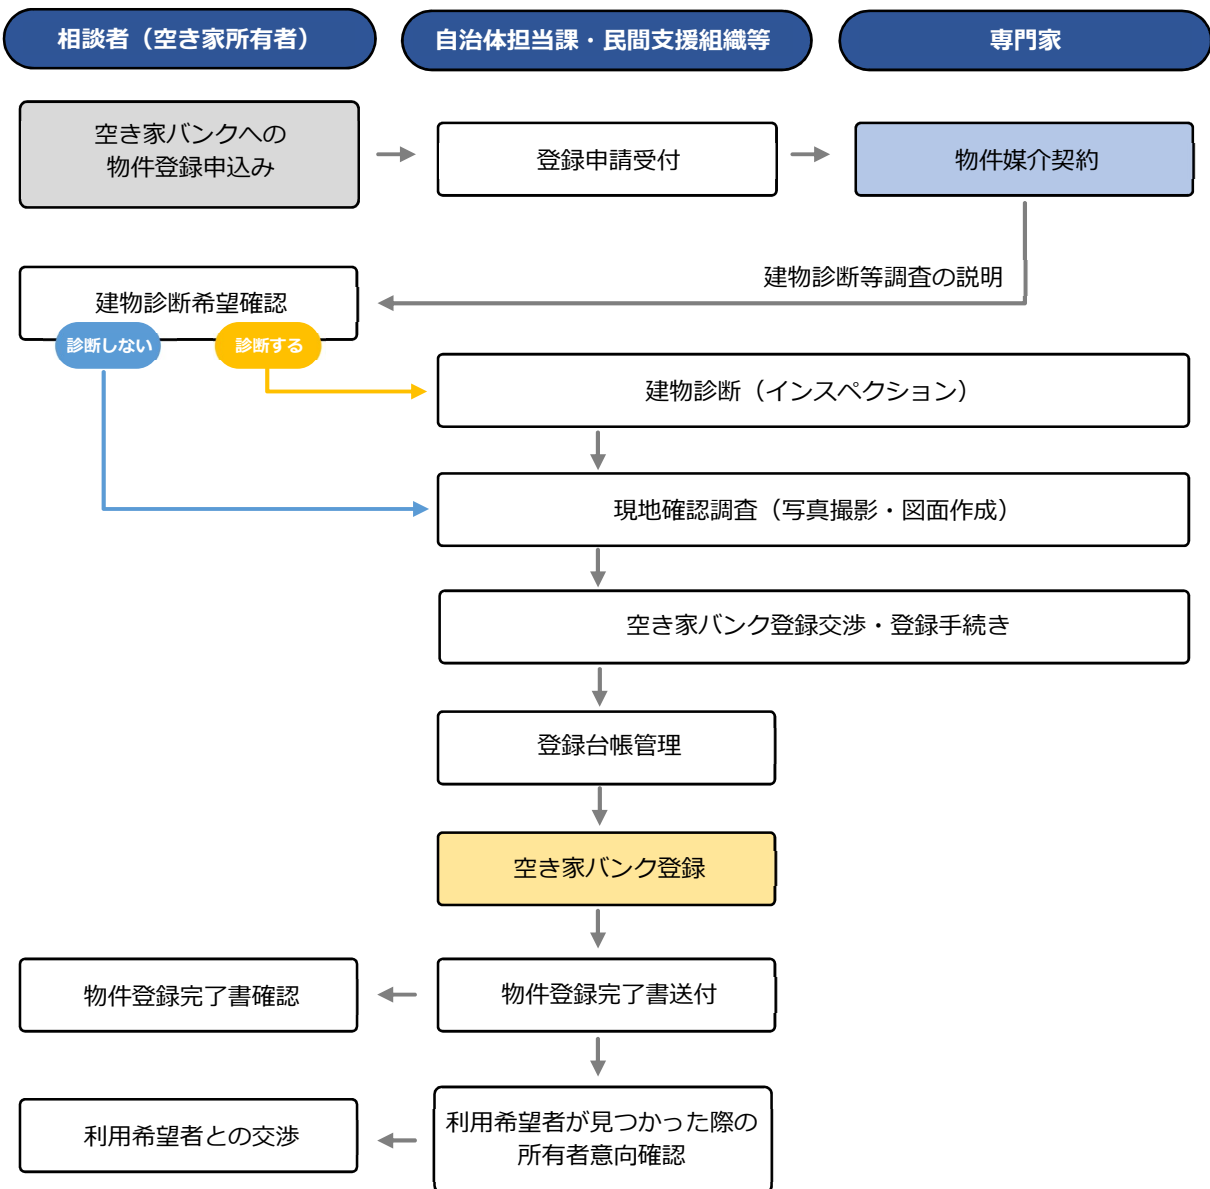 相談者（空き家所有者）
自治体担当課・民間支援組織等
専門家
空き家バンクへの
物件登録申込み
登録申請受付
物件媒介契約
建物診断等調査の説明
建物診断希望確認
診断しない
診断する
建物診断（インスペクション）
現地確認調査（写真撮影・図面作成）
空き家バンク登録交渉・登録手続き
登録台帳管理
空き家バンク登録
物件登録完了書確認
物件登録完了書送付
利用希望者との交渉
利用希望者が見つかった際の
所有者意向確認